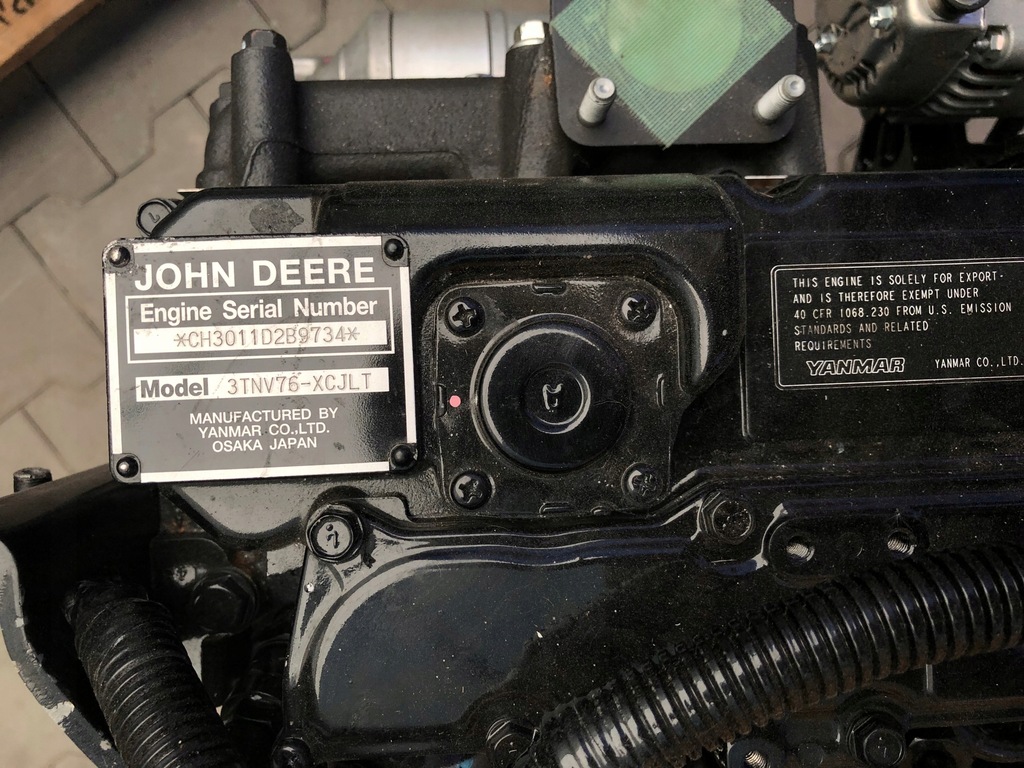 JOHN DEERE
Engine Serial Number
*CH3011D2B9734*
Model 3TNV76-XCJLT
MANUFACTURED BY
YANMAR CO.,LTD.
OSAKA JAPAN
THIS ENGINE IS SOLELY FOR EXPORT-
AND IS THEREFORE EXEMPT UNDER
40 CFR 1068.230 FROM U.S. EMISSION
STANDARDS AND RELATED
REQUIREMENTS
YANMAR YANMAR CO.,LTD.